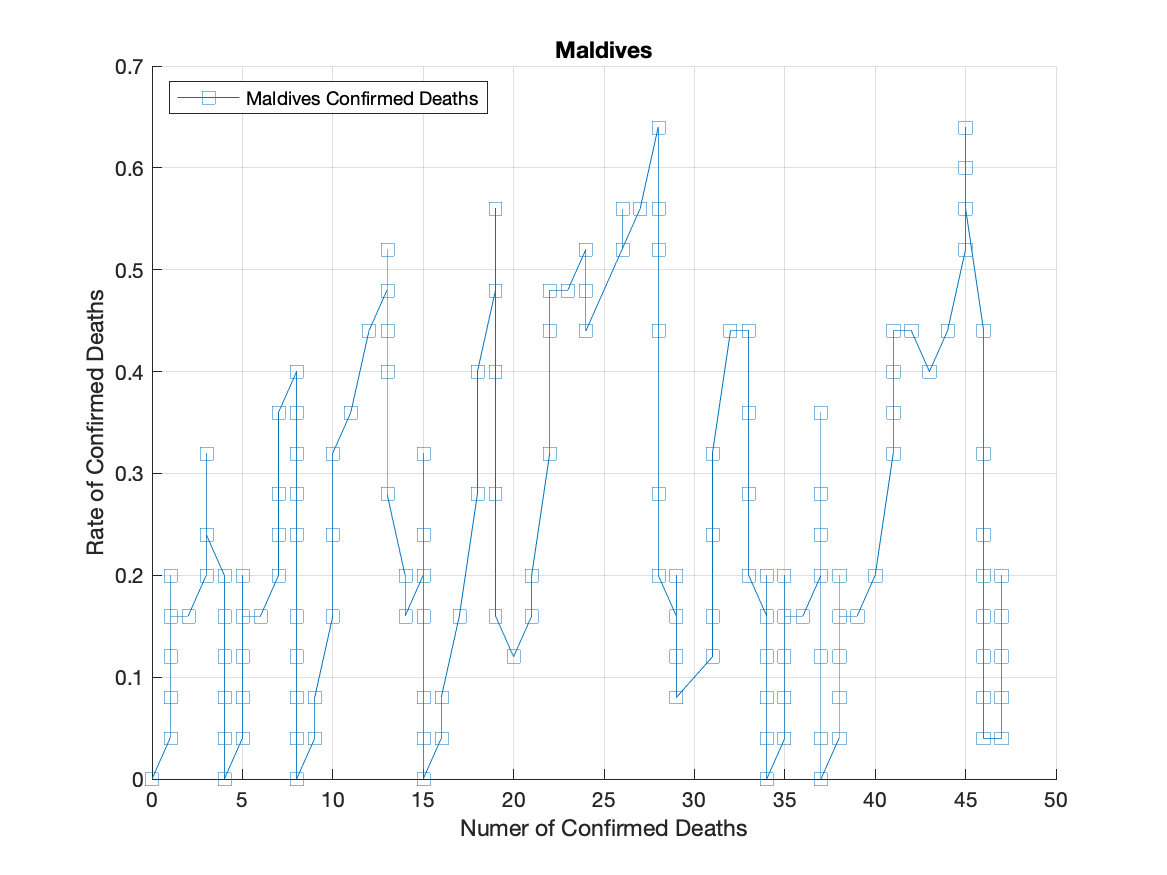 Maldives
Maldives Confirmed Deaths
0.7
0.6
0.5
0.4
0.3
0.2
0.1
0
Rate of Confirmed Deaths
0 5 10 15 20 25 30 35 40 45 50
Numer of Confirmed Deaths